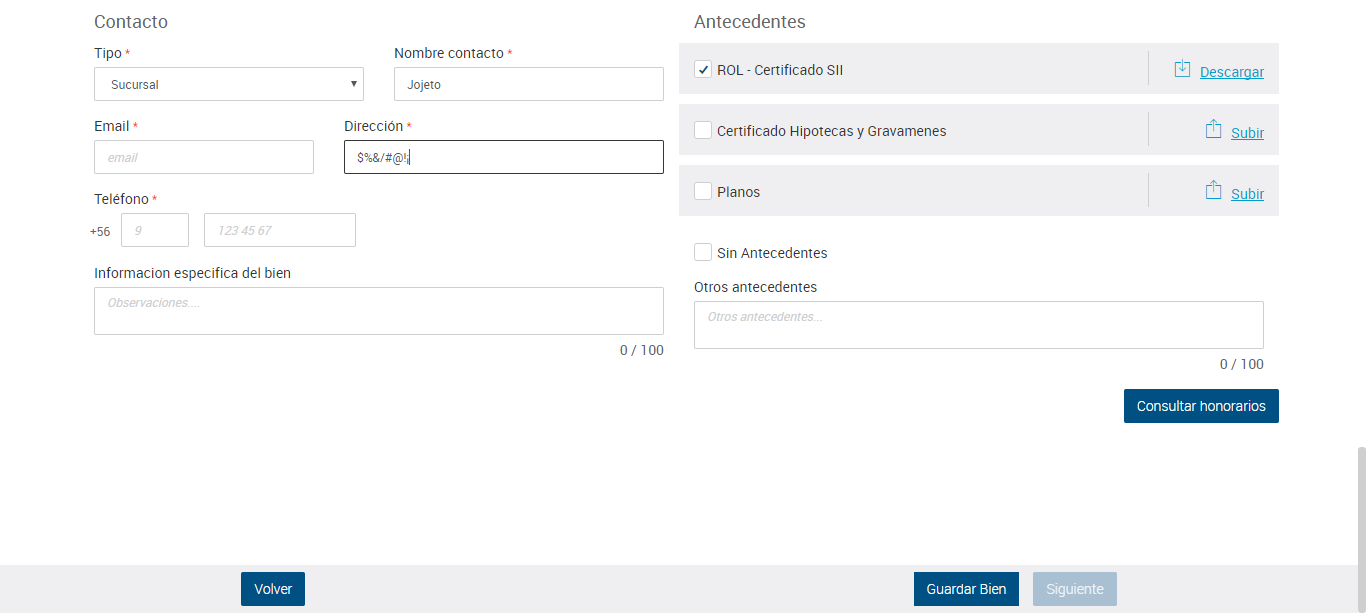 Contacto
Tipo *
Nombre contacto *
Sucursal
Jojeto
Email *
Dirección *
email
$%&/#@!¡
Teléfono *
+56
9
123 45 67
Informacion especifica del bien
Observaciones....
0 / 100
Antecedentes
ROL - Certificado SII
Descargar
Certificado Hipotecas y Gravamenes
Subir
Planos
Subir
Sin Antecedentes
Otros antecedentes
Otros antecedentes...
0 / 100
Consultar honorarios
Volver
Guardar Bien
Siguiente